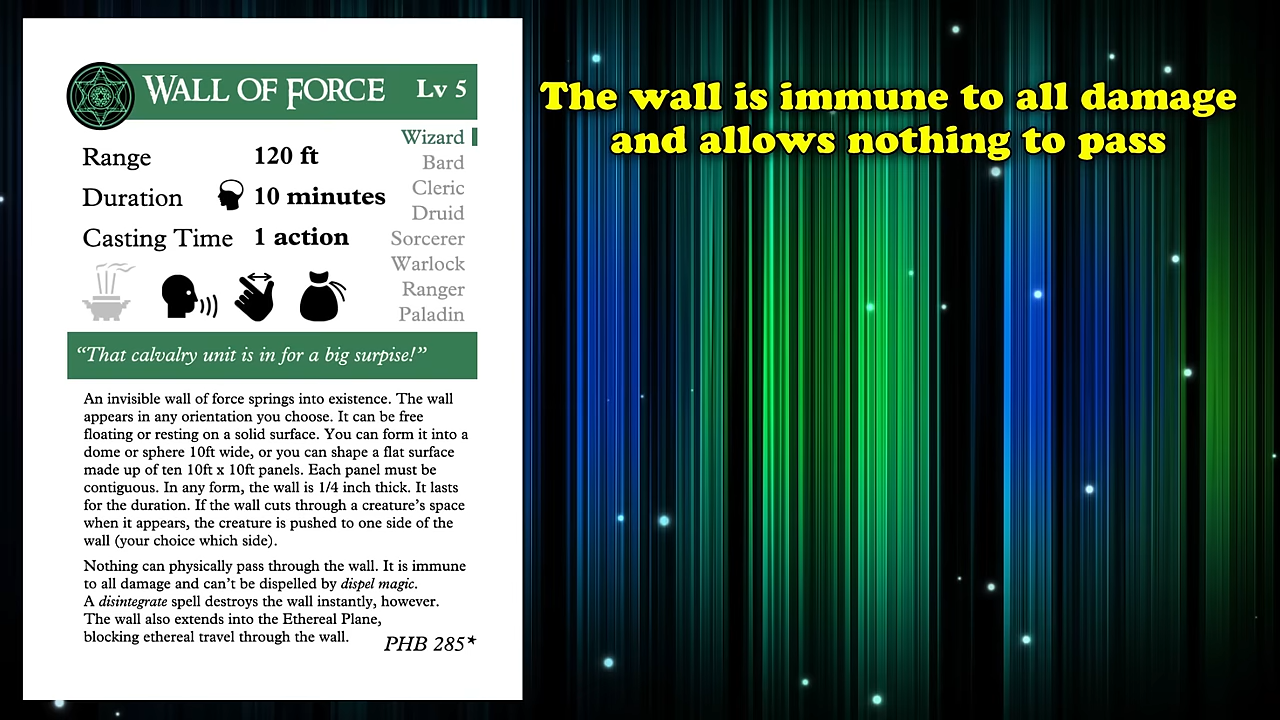 WALL OF FORCE Lv 5
Wizard
Range 120 ft
Bard
Duration 10 minutes
Cleric
Druid
Casting Time 1 action
Sorcerer
Warlock
Ranger
Paladin
“That calvalry unit is in for a big surpise!”
An invisible wall of force springs into existence. The wall
appears in any orientation you choose. It can be free
floating or resting on a solid surface. You can form it into a
dome or sphere 10ft wide, or you can shape a flat surface
made up of ten 10ft x 10ft panels. Each panel must be
contiguous. In any form, the wall is 1/4 inch thick. It lasts
for the duration. If the wall cuts through a creature’s space
when it appears, the creature is pushed to one side of the
wall (your choice which side).
Nothing can physically pass through the wall. It is immune
to all damage and can’t be dispelled by dispel magic.
A disintegrate spell destroys the wall instantly, however.
The wall also extends into the Ethereal Plane,
blocking ethereal travel through the wall.
PHB 285*
The wall is immune to all damage
and allows nothing to pass